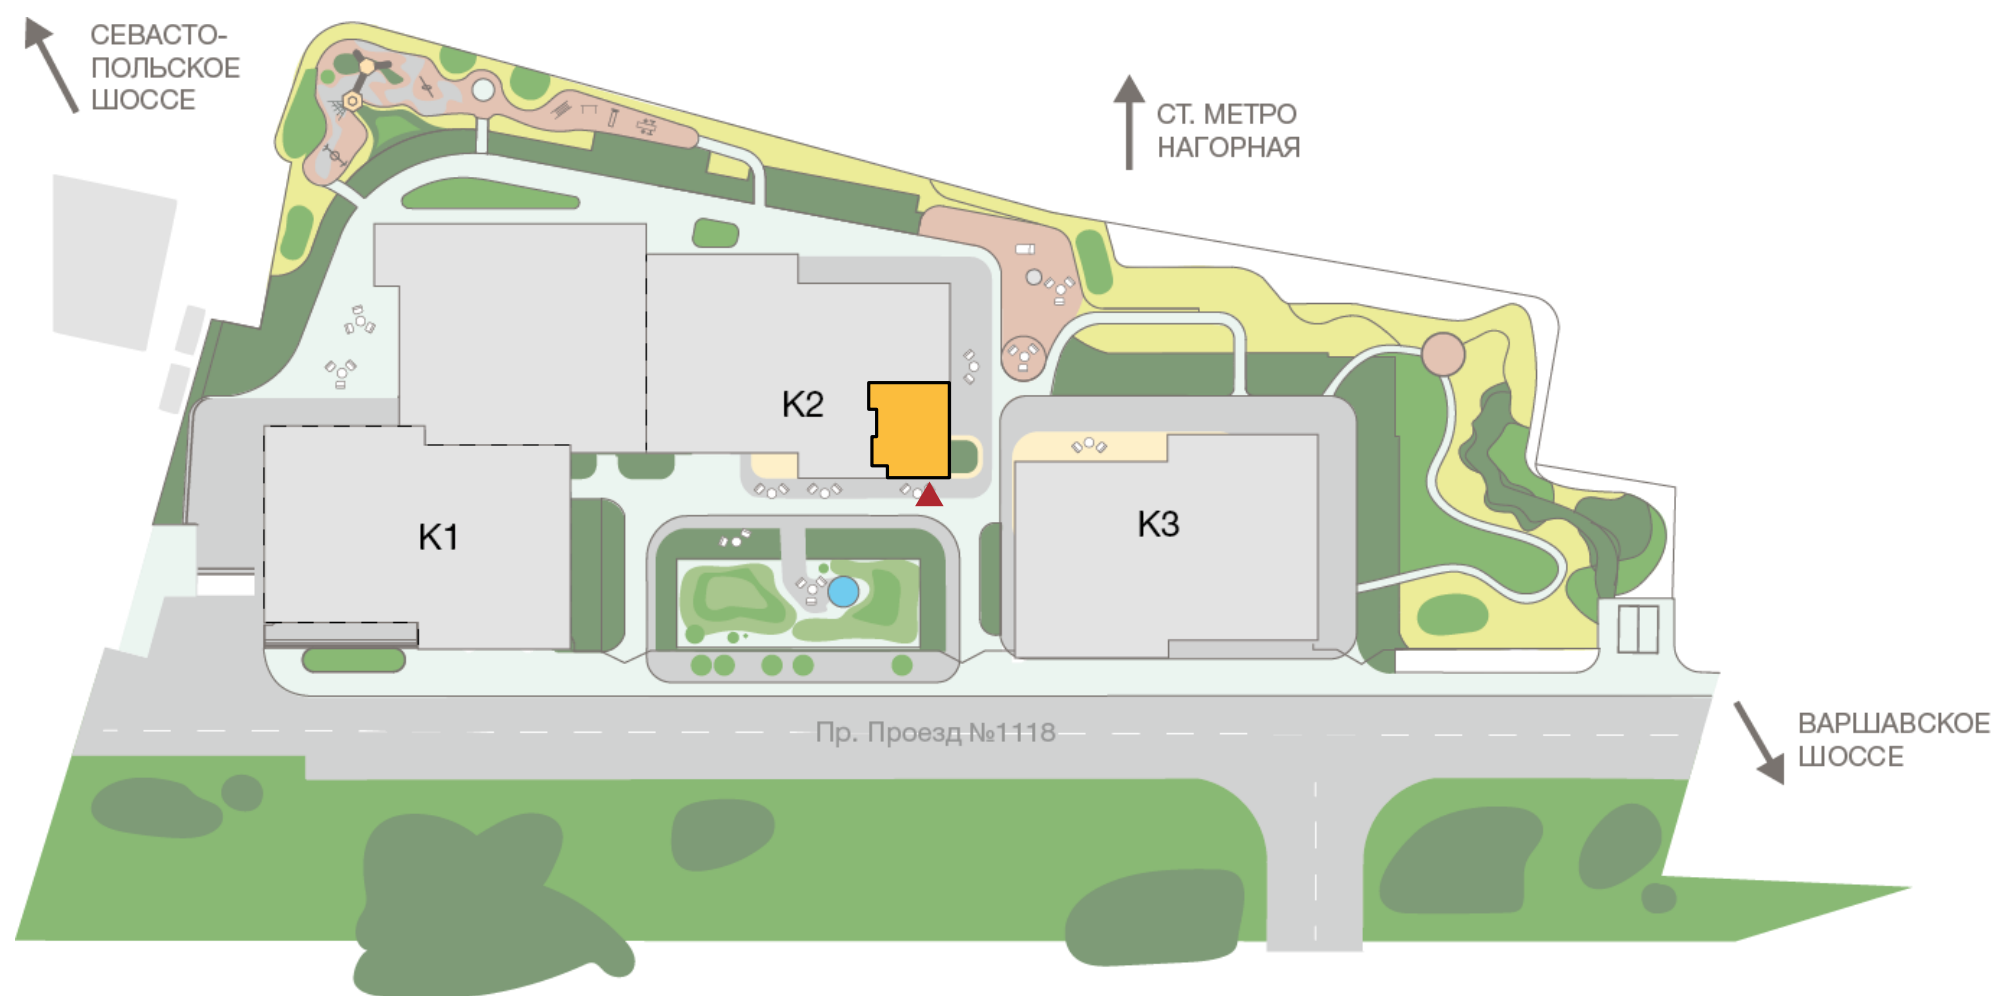 СЕВАСТО-
ПОЛЬСКОЕ
ШОССЕ
СТ. МЕТРО
НАГОРНАЯ
К2
К1
К3
Пр. Проезд №1118
ВАРШАВСКОЕ
ШОССЕ